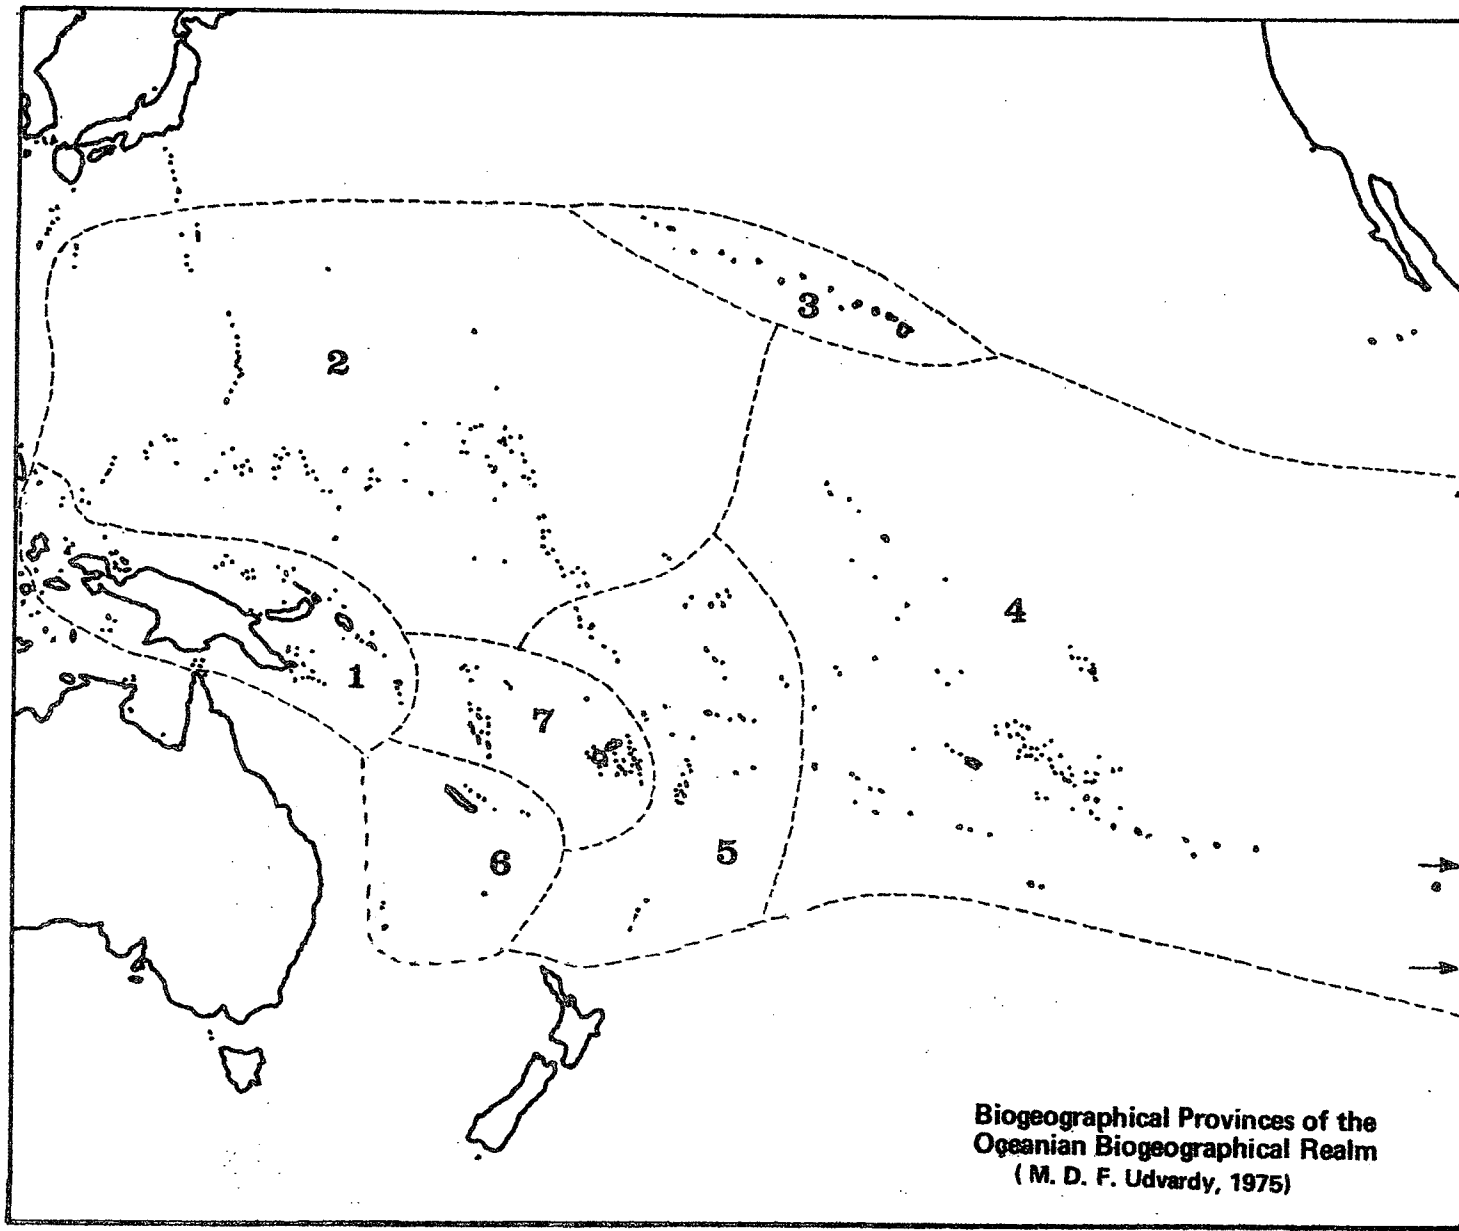 3
2
4
1
7
5
6
Biogeographical Provinces of the
Oceanian Biogeographical Realm
( M. D. F. Udvardy, 1975)